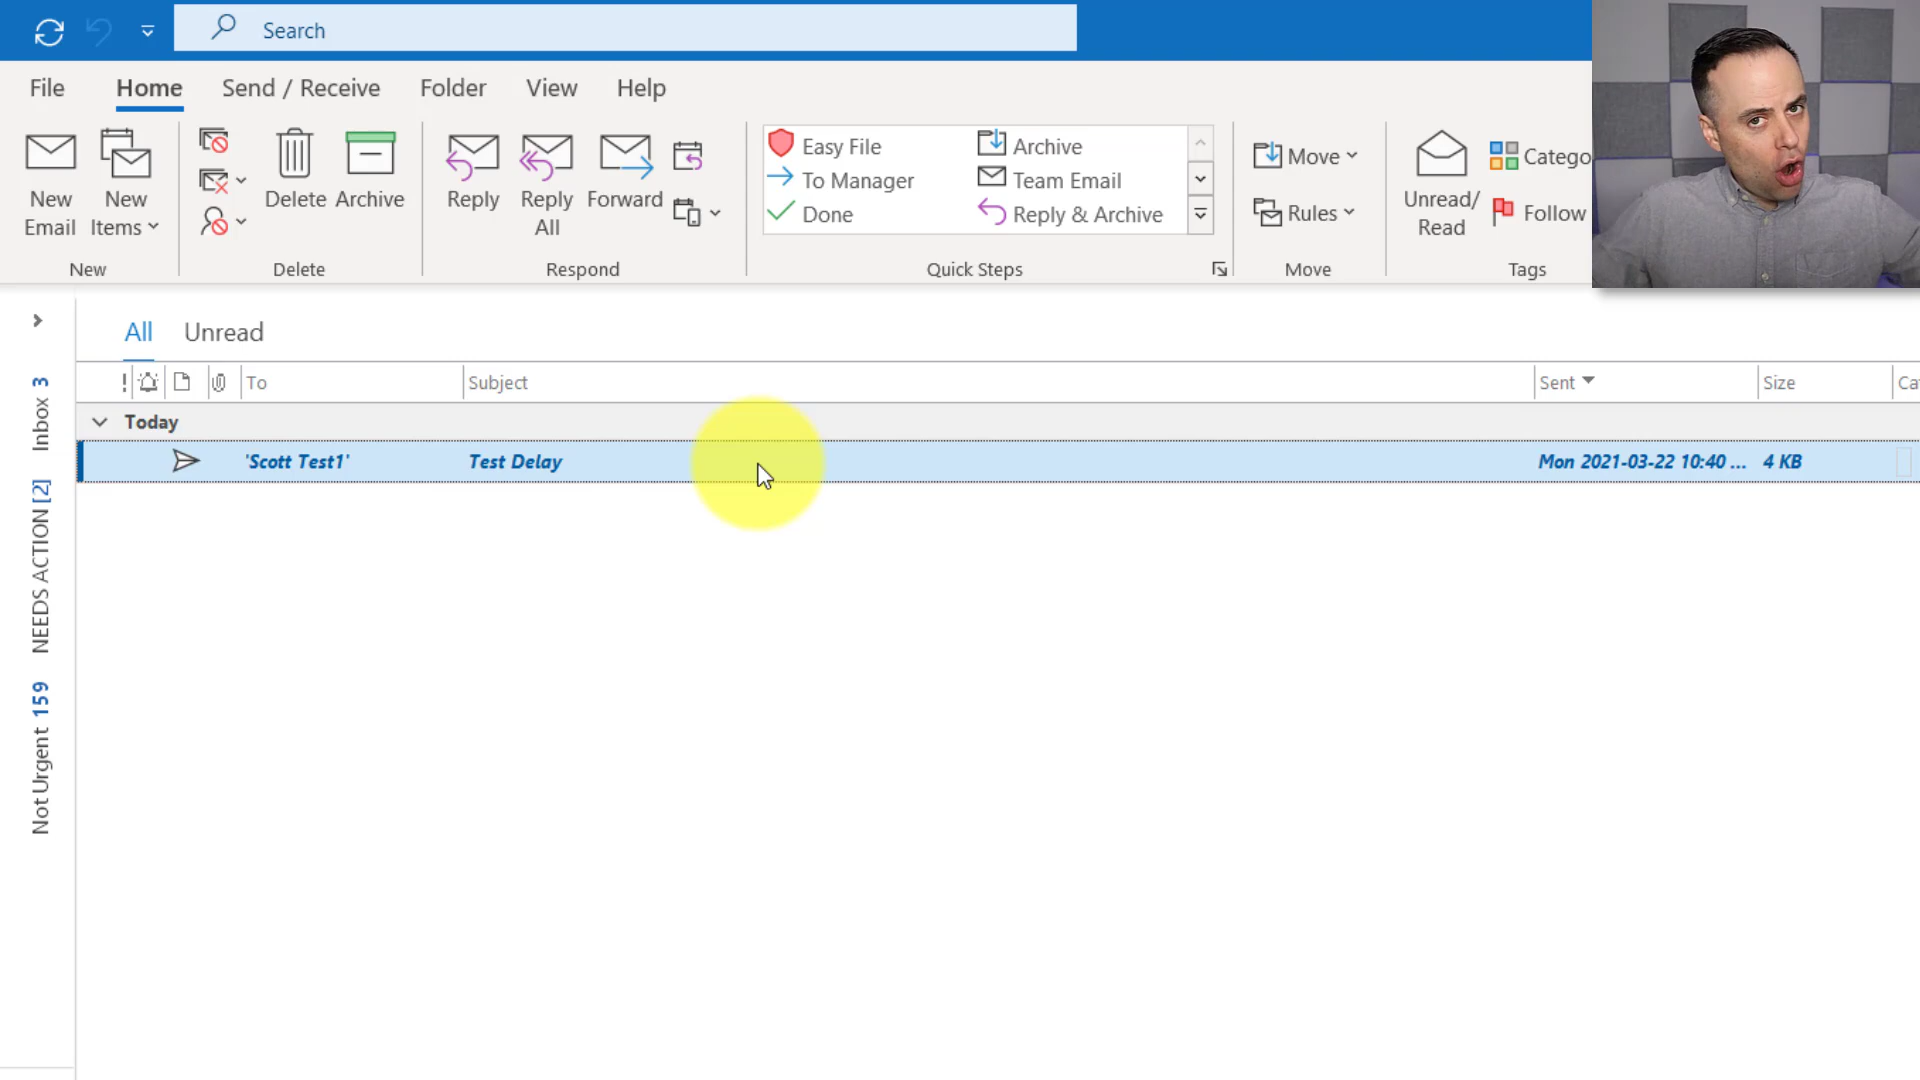 Search
File Home Send / Receive Folder View Help
New Email
New Items
Delete
Archive
Reply
Reply All
Forward
Easy File
To Manager
Done
Archive
Team Email
Reply & Archive
Move
Rules
Unread/ Read
Catego
Follow
New
Delete
Respond
Quick Steps
Move
Tags
All Unread
! To Subject Sent Size Ca
Today
'Scott Test1' Test Delay Mon 2021-03-22 10:40 ... 4 KB
Inbox 3
NEEDS ACTION [2]
Not Urgent 159